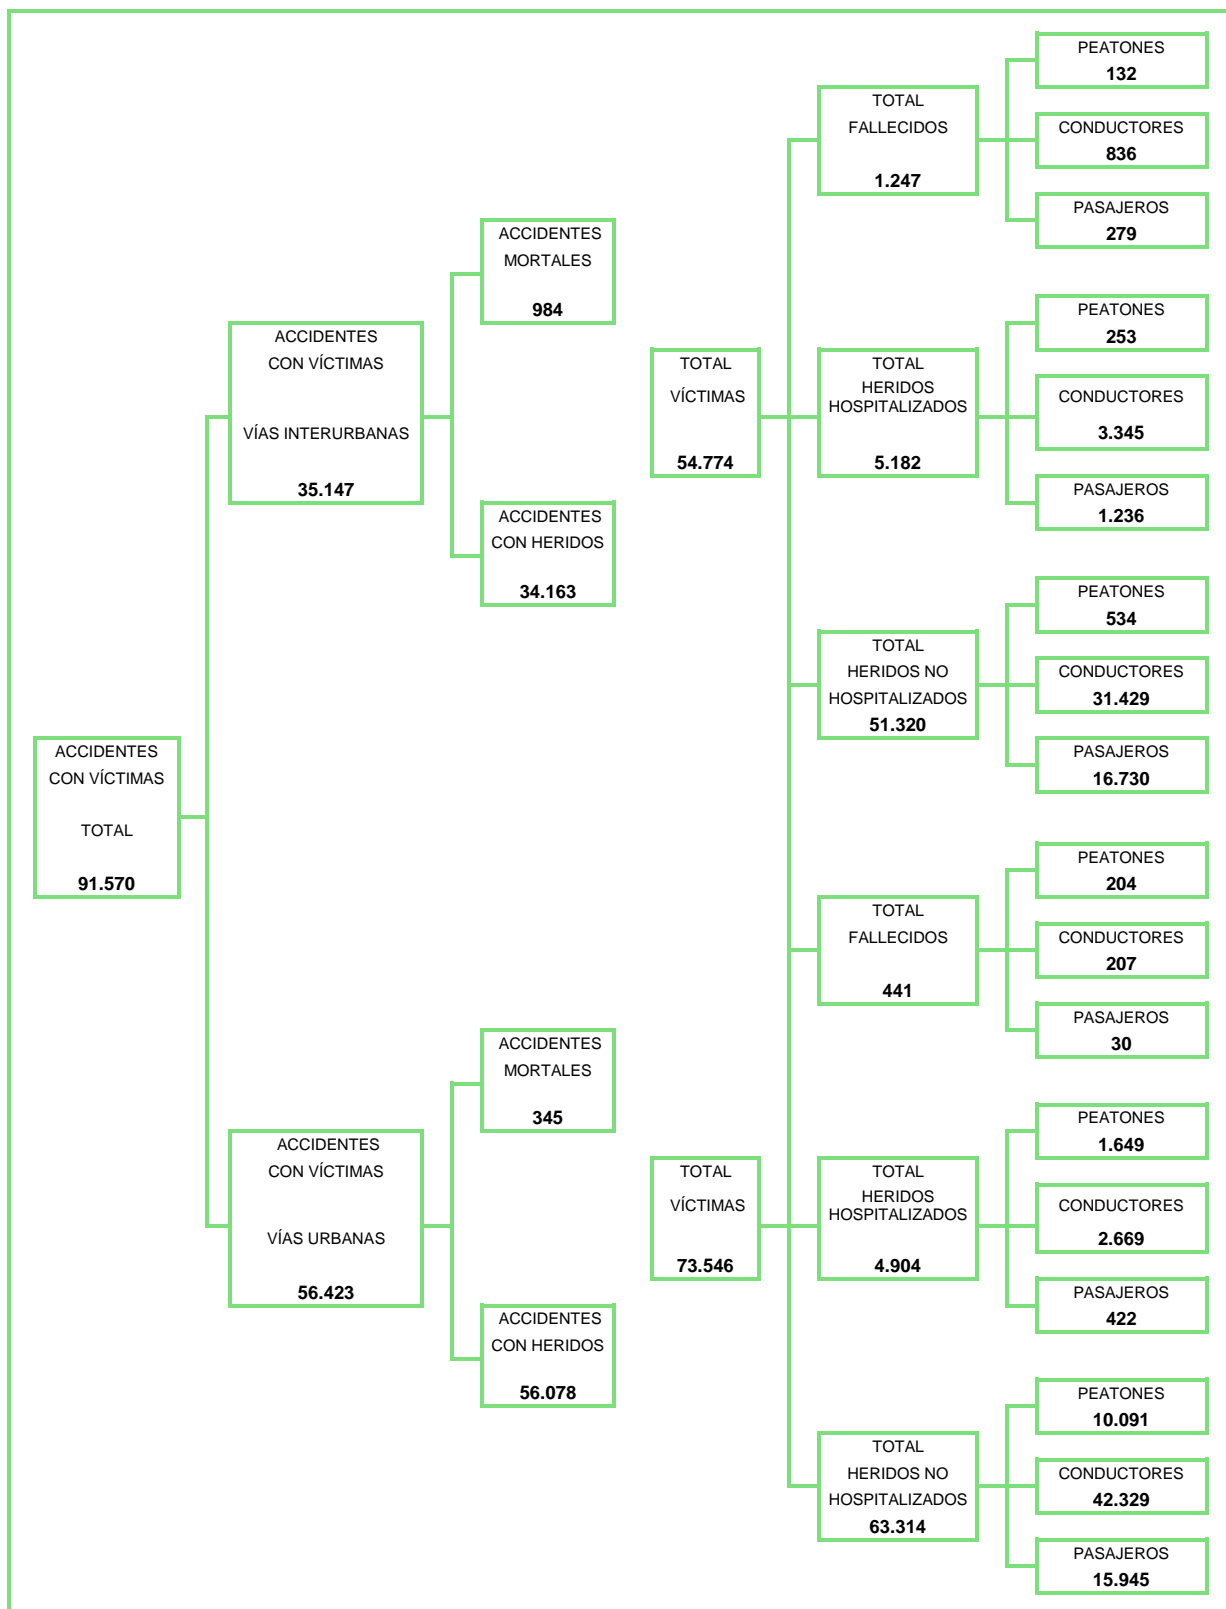 ACCIDENTES
CON VÍCTIMAS
TOTAL
91.570
ACCIDENTES
CON VÍCTIMAS
VÍAS INTERURBANAS
35.147
ACCIDENTES
MORTALES
984
ACCIDENTES
CON HERIDOS
34.163
TOTAL
VÍCTIMAS
54.774
TOTAL
FALLECIDOS
1.247
PEATONES
132
CONDUCTORES
836
PASAJEROS
279
TOTAL
HERIDOS
HOSPITALIZADOS
5.182
PEATONES
253
CONDUCTORES
3.345
PASAJEROS
1.236
TOTAL
HERIDOS NO
HOSPITALIZADOS
51.320
PEATONES
534
CONDUCTORES
31.429
PASAJEROS
16.730
ACCIDENTES
CON VÍCTIMAS
VÍAS URBANAS
56.423
ACCIDENTES
MORTALES
345
ACCIDENTES
CON HERIDOS
56.078
TOTAL
VÍCTIMAS
73.546
TOTAL
FALLECIDOS
441
PEATONES
204
CONDUCTORES
207
PASAJEROS
30
TOTAL
HERIDOS
HOSPITALIZADOS
4.904
PEATONES
1.649
CONDUCTORES
2.669
PASAJEROS
422
TOTAL
HERIDOS NO
HOSPITALIZADOS
63.314
PEATONES
10.091
CONDUCTORES
42.329
PASAJEROS
15.945